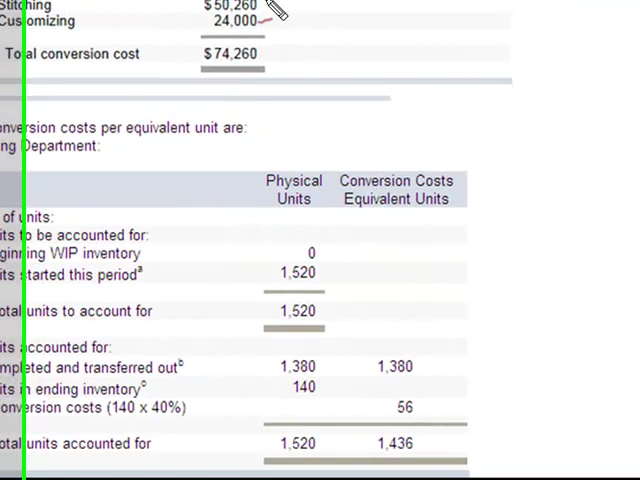 Stitching $ 50,260
Customizing 24,000
Total conversion cost $ 74,260
onversion costs per equivalent unit are:
ng Department:
Physical Conversion Costs
Units Equivalent Units
of units:
its to be accounted for:
ginning WIP inventory 0
its started this periodᵃ 1,520
otal units to account for 1,520
its accounted for:
mpleted and transferred outᵇ 1,380 1,380
its in ending inventoryᶜ 140
onversion costs (140 x 40%) 56
otal units accounted for 1,520 1,436